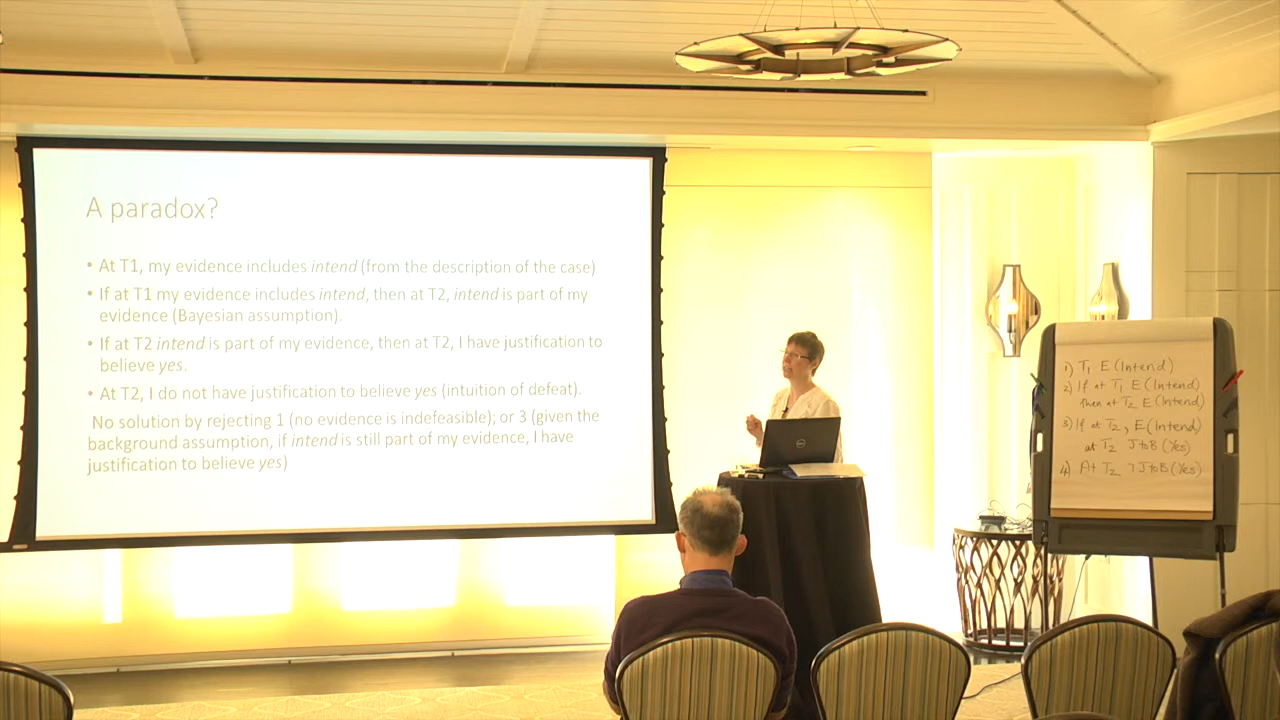 A paradox?
• At T1, my evidence includes intend (from the description of the case)
• If at T1 my evidence includes intend, then at T2, intend is part of my
evidence (Bayesian assumption).
• If at T2 intend is part of my evidence, then at T2, I have justification to
believe yes.
• At T2, I do not have justification to believe yes (intuition of defeat).
No solution by rejecting 1 (no evidence is indefeasible); or 3 (given the
background assumption, if intend is still part of my evidence, I have
justification to believe yes)
DELL
1) T1 E(Intend)
2) If at T1 E(Intend)
then at T2 E(Intend)
3) If at T2, E(Intend)
at T2 JtoB(Yes)
4) At T2 ¬JtoB(Yes)